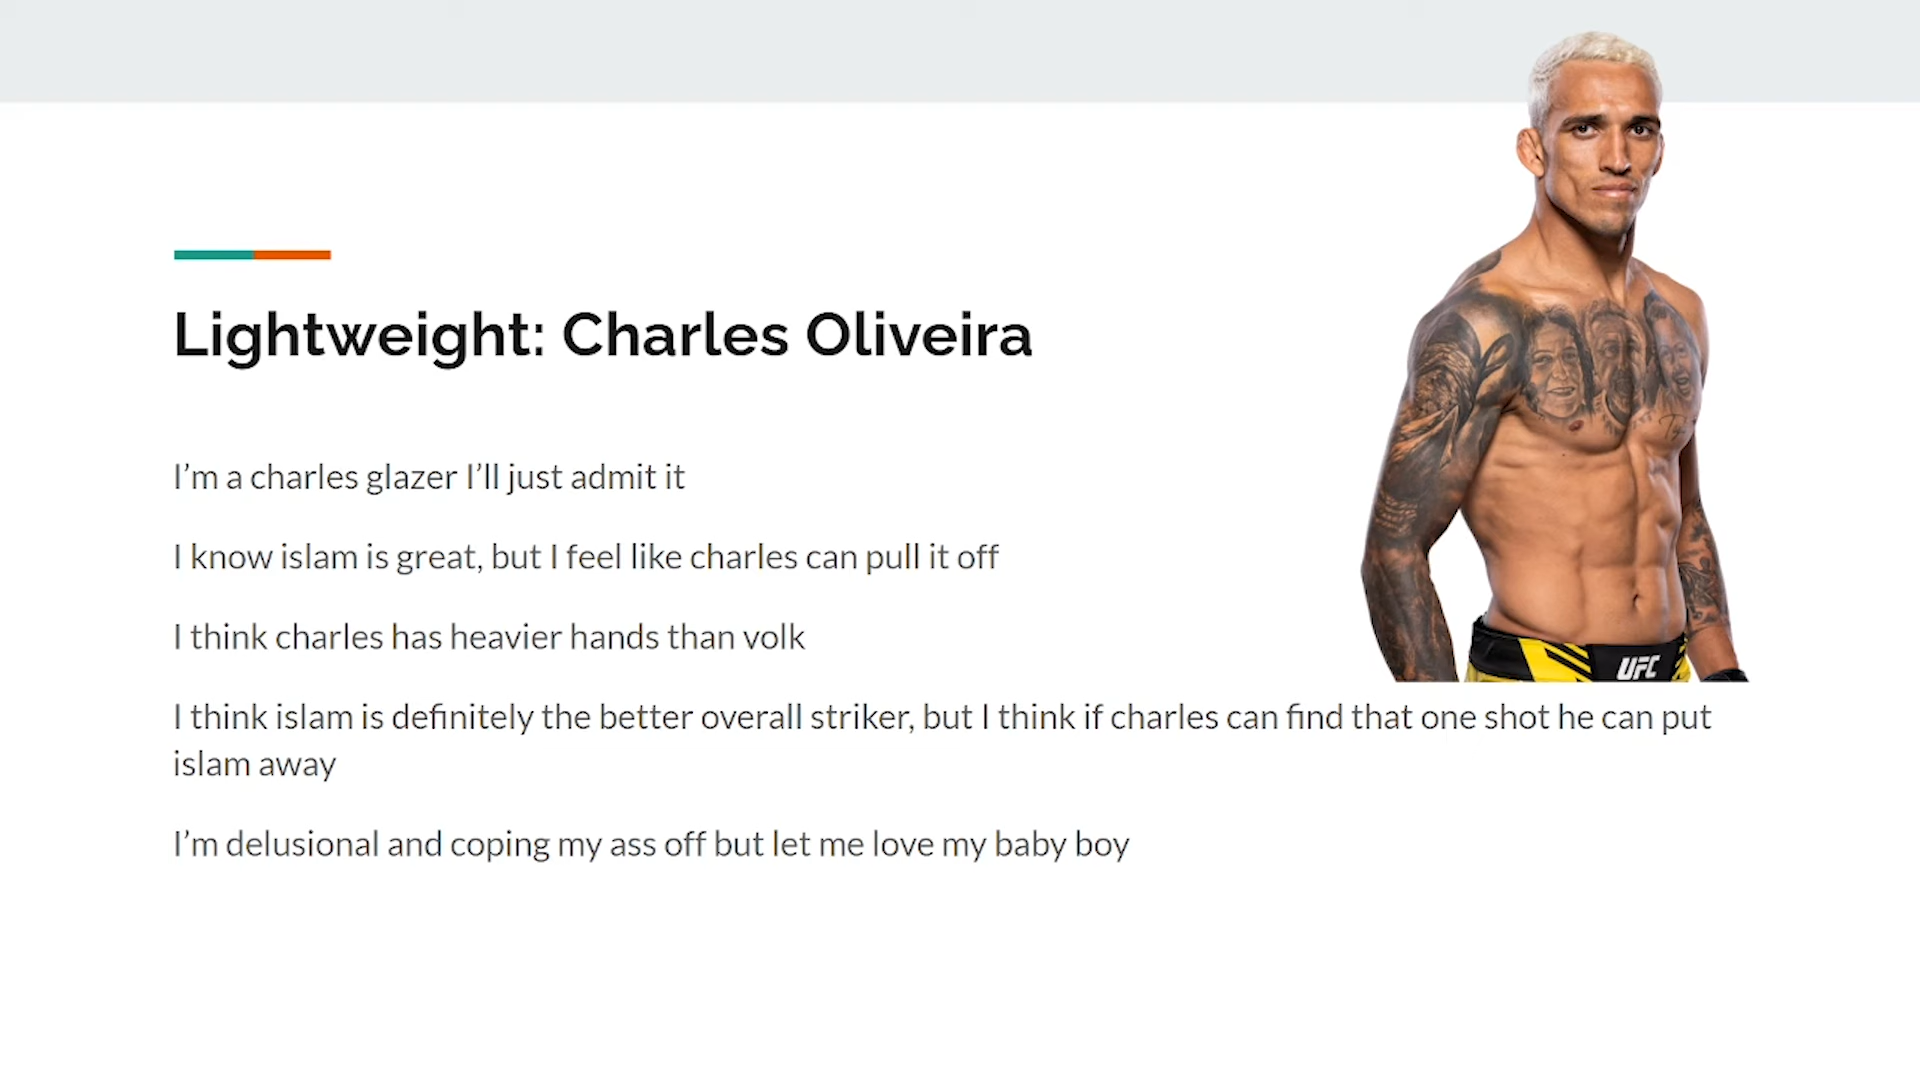 Lightweight: Charles Oliveira
I’m a charles glazer I’ll just admit it
I know islam is great, but I feel like charles can pull it off
I think charles has heavier hands than volk
UFC
I think islam is definitely the better overall striker, but I think if charles can find that one shot he can put
islam away
I’m delusional and coping my ass off but let me love my baby boy